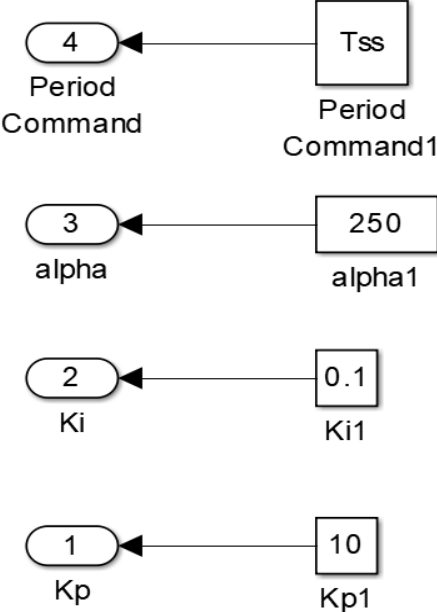 4
Tss
Period
Command
Period
Command1
3
250
alpha
alpha1
2
0.1
Ki
Ki1
1
10
Kp
Kp1